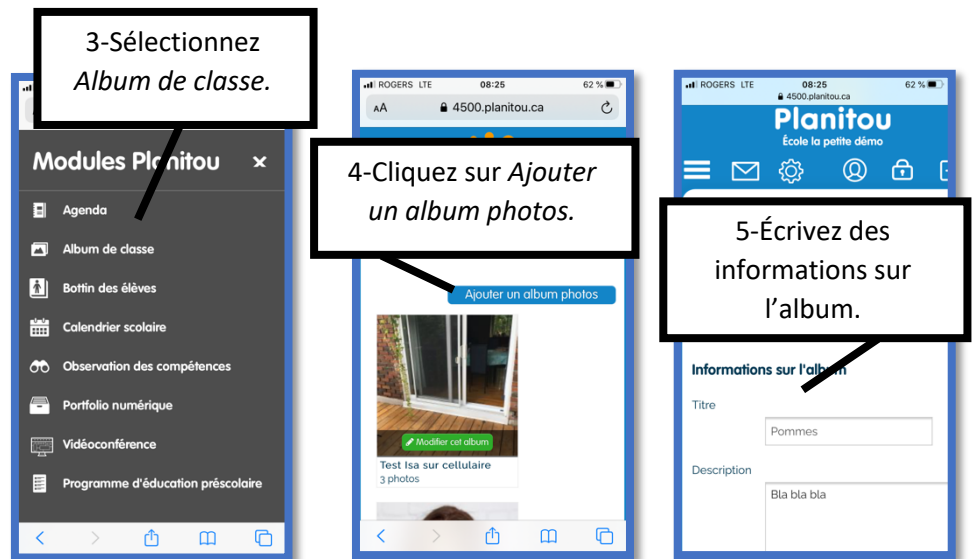 3-Sélectionnez
Album de classe.
Modules Planitou ×
Agenda
Album de classe
Bottin des élèves
Calendrier scolaire
Observation des compétences
Portfolio numérique
Vidéoconférence
Programme d'éducation préscolaire
ROGERS LTE 08:25 62 %
AA 4500.planitou.ca
4-Cliquez sur Ajouter
un album photos.
Ajouter un album photos
Modifier cet album
Test Isa sur cellulaire
3 photos
ROGERS LTE 08:25 62 %
4500.planitou.ca
Planitou
École la petite démo
5-Écrivez des
informations sur
l'album.
Informations sur l'album
Titre
Pommes
Description
Bla bla bla